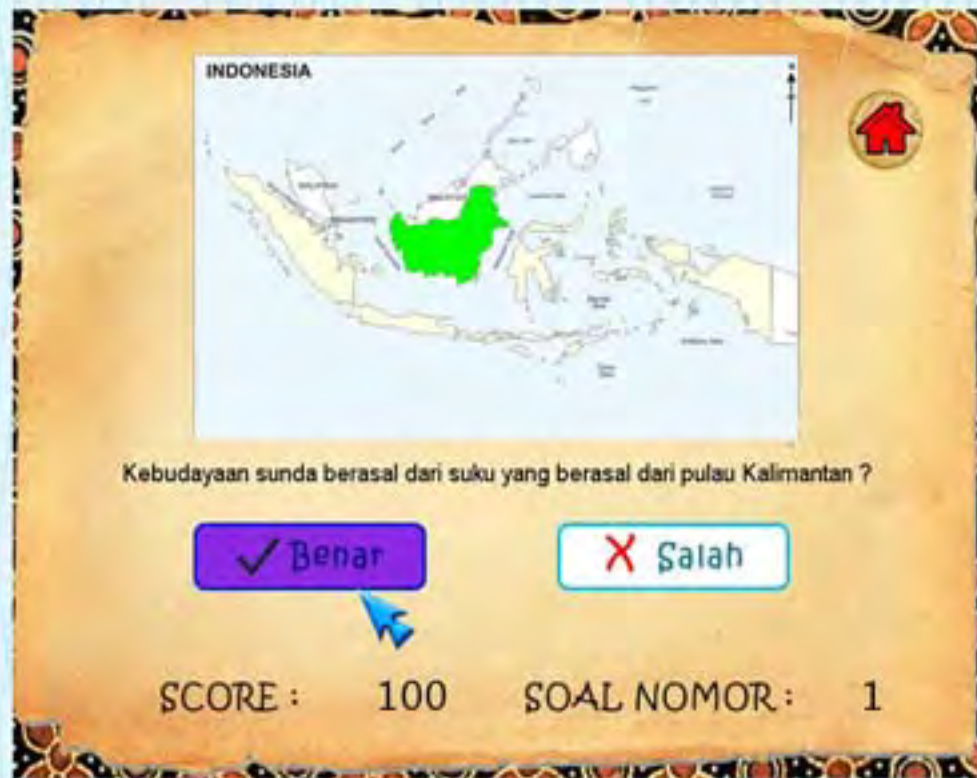 INDONESIA
Kebudayaan sunda berasal dari suku yang berasal dari pulau Kalimantan ?
Benar
Salah
SCORE : 100 SOAL NOMOR : 1